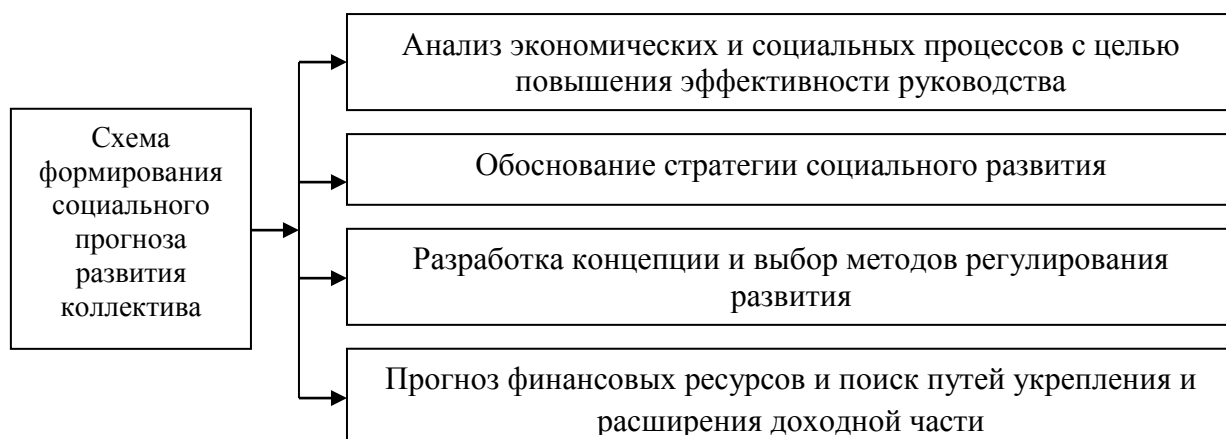 Схема
формирования
социального
прогноза
развития
коллектива
Анализ экономических и социальных процессов с целью
повышения эффективности руководства
Обоснование стратегии социального развития
Разработка концепции и выбор методов регулирования
развития
Прогноз финансовых ресурсов и поиск путей укрепления и
расширения доходной части